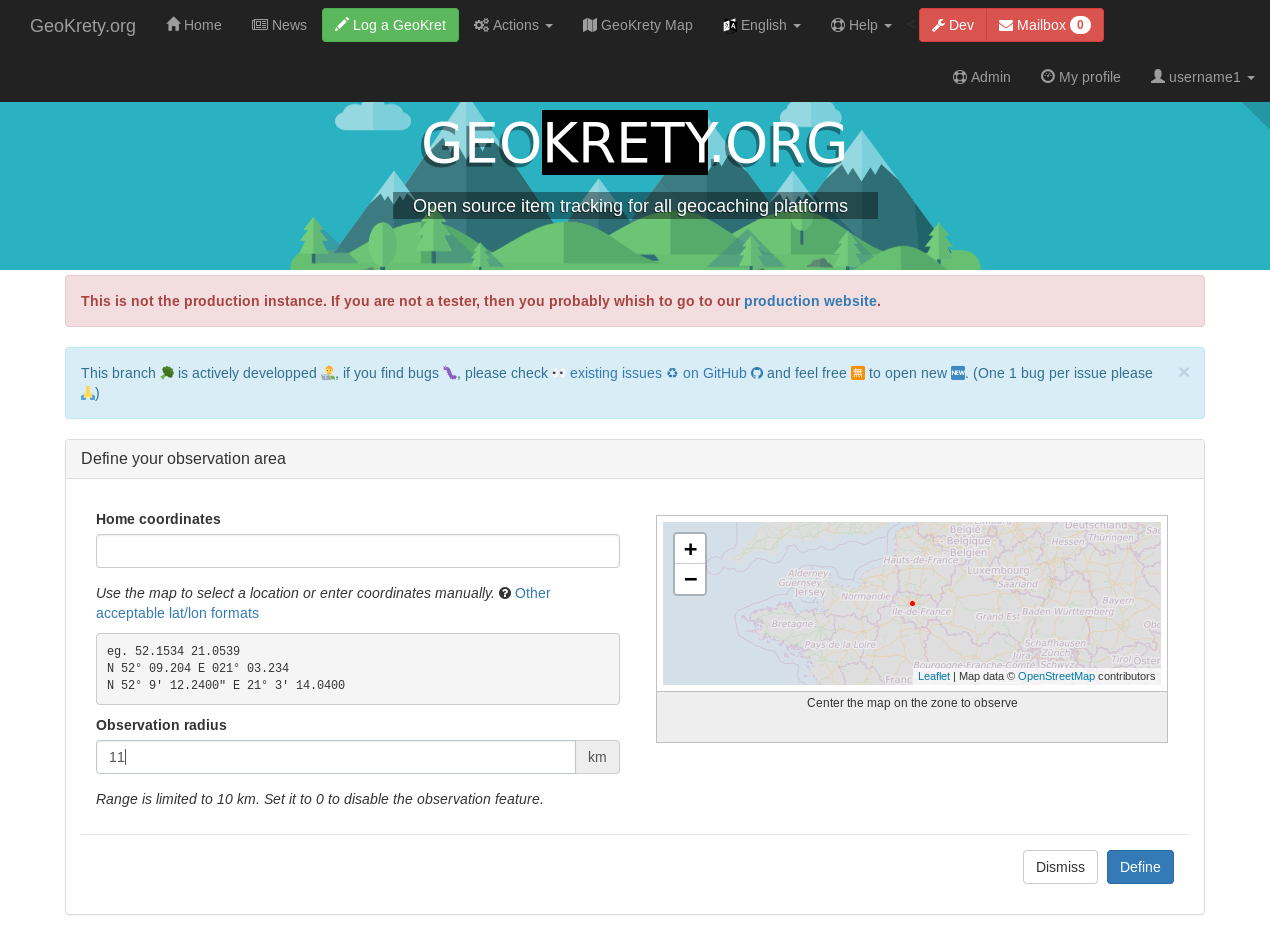 GeoKrety.org Home News Log a GeoKret Actions GeoKrety Map English Help Dev Mailbox 0
Admin My profile username1
GEOKRETY.ORG
Open source item tracking for all geocaching platforms
This is not the production instance. If you are not a tester, then you probably whish to go to our production website.
This branch 🌳 is actively developped 👨‍💻, if you find bugs 🐛, please check 👀 existing issues ♻ on GitHub and feel free 🈚 to open new 🆕. (One 1 bug per issue please
🙏)
×
Define your observation area
Home coordinates
Use the map to select a location or enter coordinates manually. Other
acceptable lat/lon formats
eg. 52.1534 21.0539
N 52° 09.204 E 021° 03.234
N 52° 9' 12.2400" E 21° 3' 14.0400
Observation radius
11 km
Range is limited to 10 km. Set it to 0 to disable the observation feature.
+
−
Deutschland
België
Belgique
Belgien
Hessen
Thüringen
Hauts-de-France
Luxembourg
Saarland
Alderney
Guernsey
Jersey
Normandie
Île-de-France
Grand Est
Baden-Württemberg
Bayern
Bretagne
Pays de la Loire
Schaffhausen
Zürich
Jura
Tirol
Bourgogne-Franche-Comté
Schwyz
Leaflet | Map data © OpenStreetMap contributors
Center the map on the zone to observe
Dismiss Define